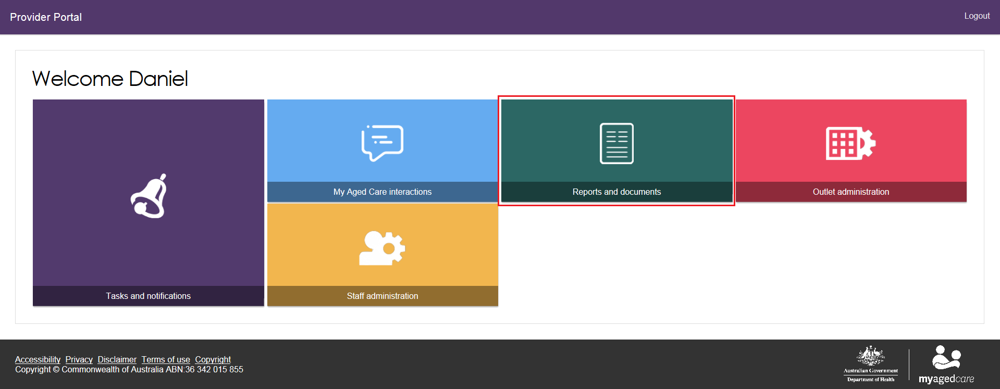 Provider Portal
Logout
Welcome Daniel
My Aged Care interactions
Reports and documents
Outlet administration
Tasks and notifications
Staff administration
Accessibility Privacy Disclaimer Terms of use Copyright
Copyright © Commonwealth of Australia ABN:36 342 015 855
Australian Government
Department of Health
myagedcare